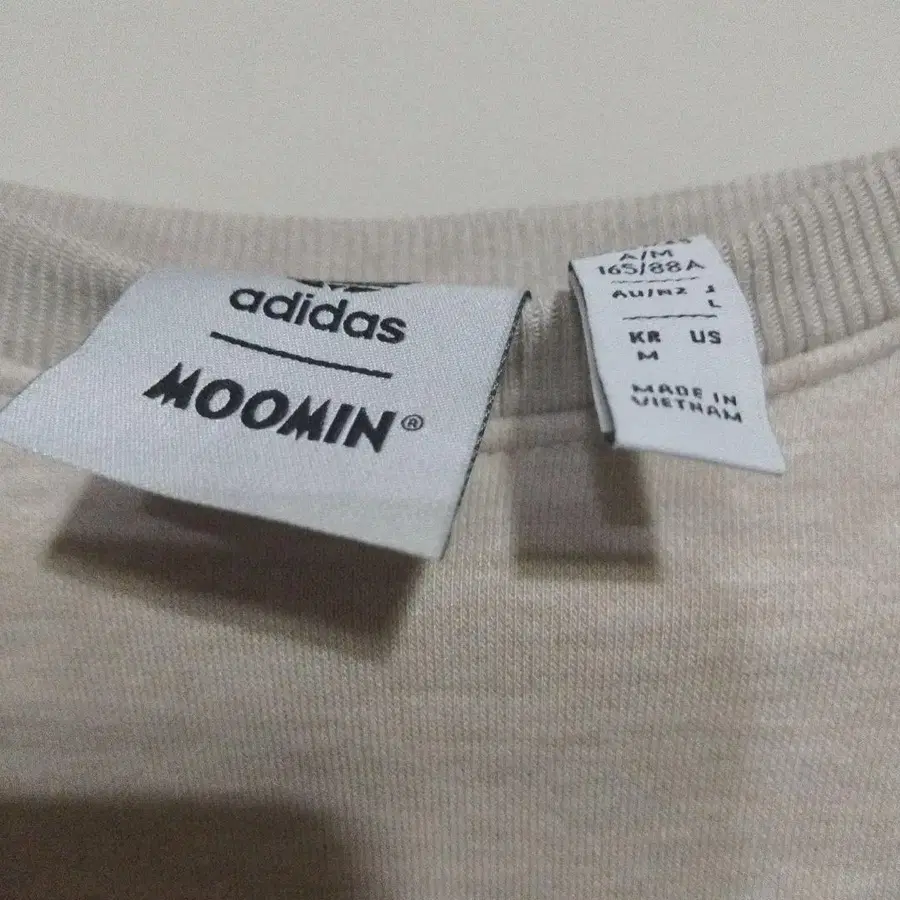 adidas
MOOMIN®
A/M
165/88A
AU/NZ J
L
KR US
M
MADE IN
VIETNAM